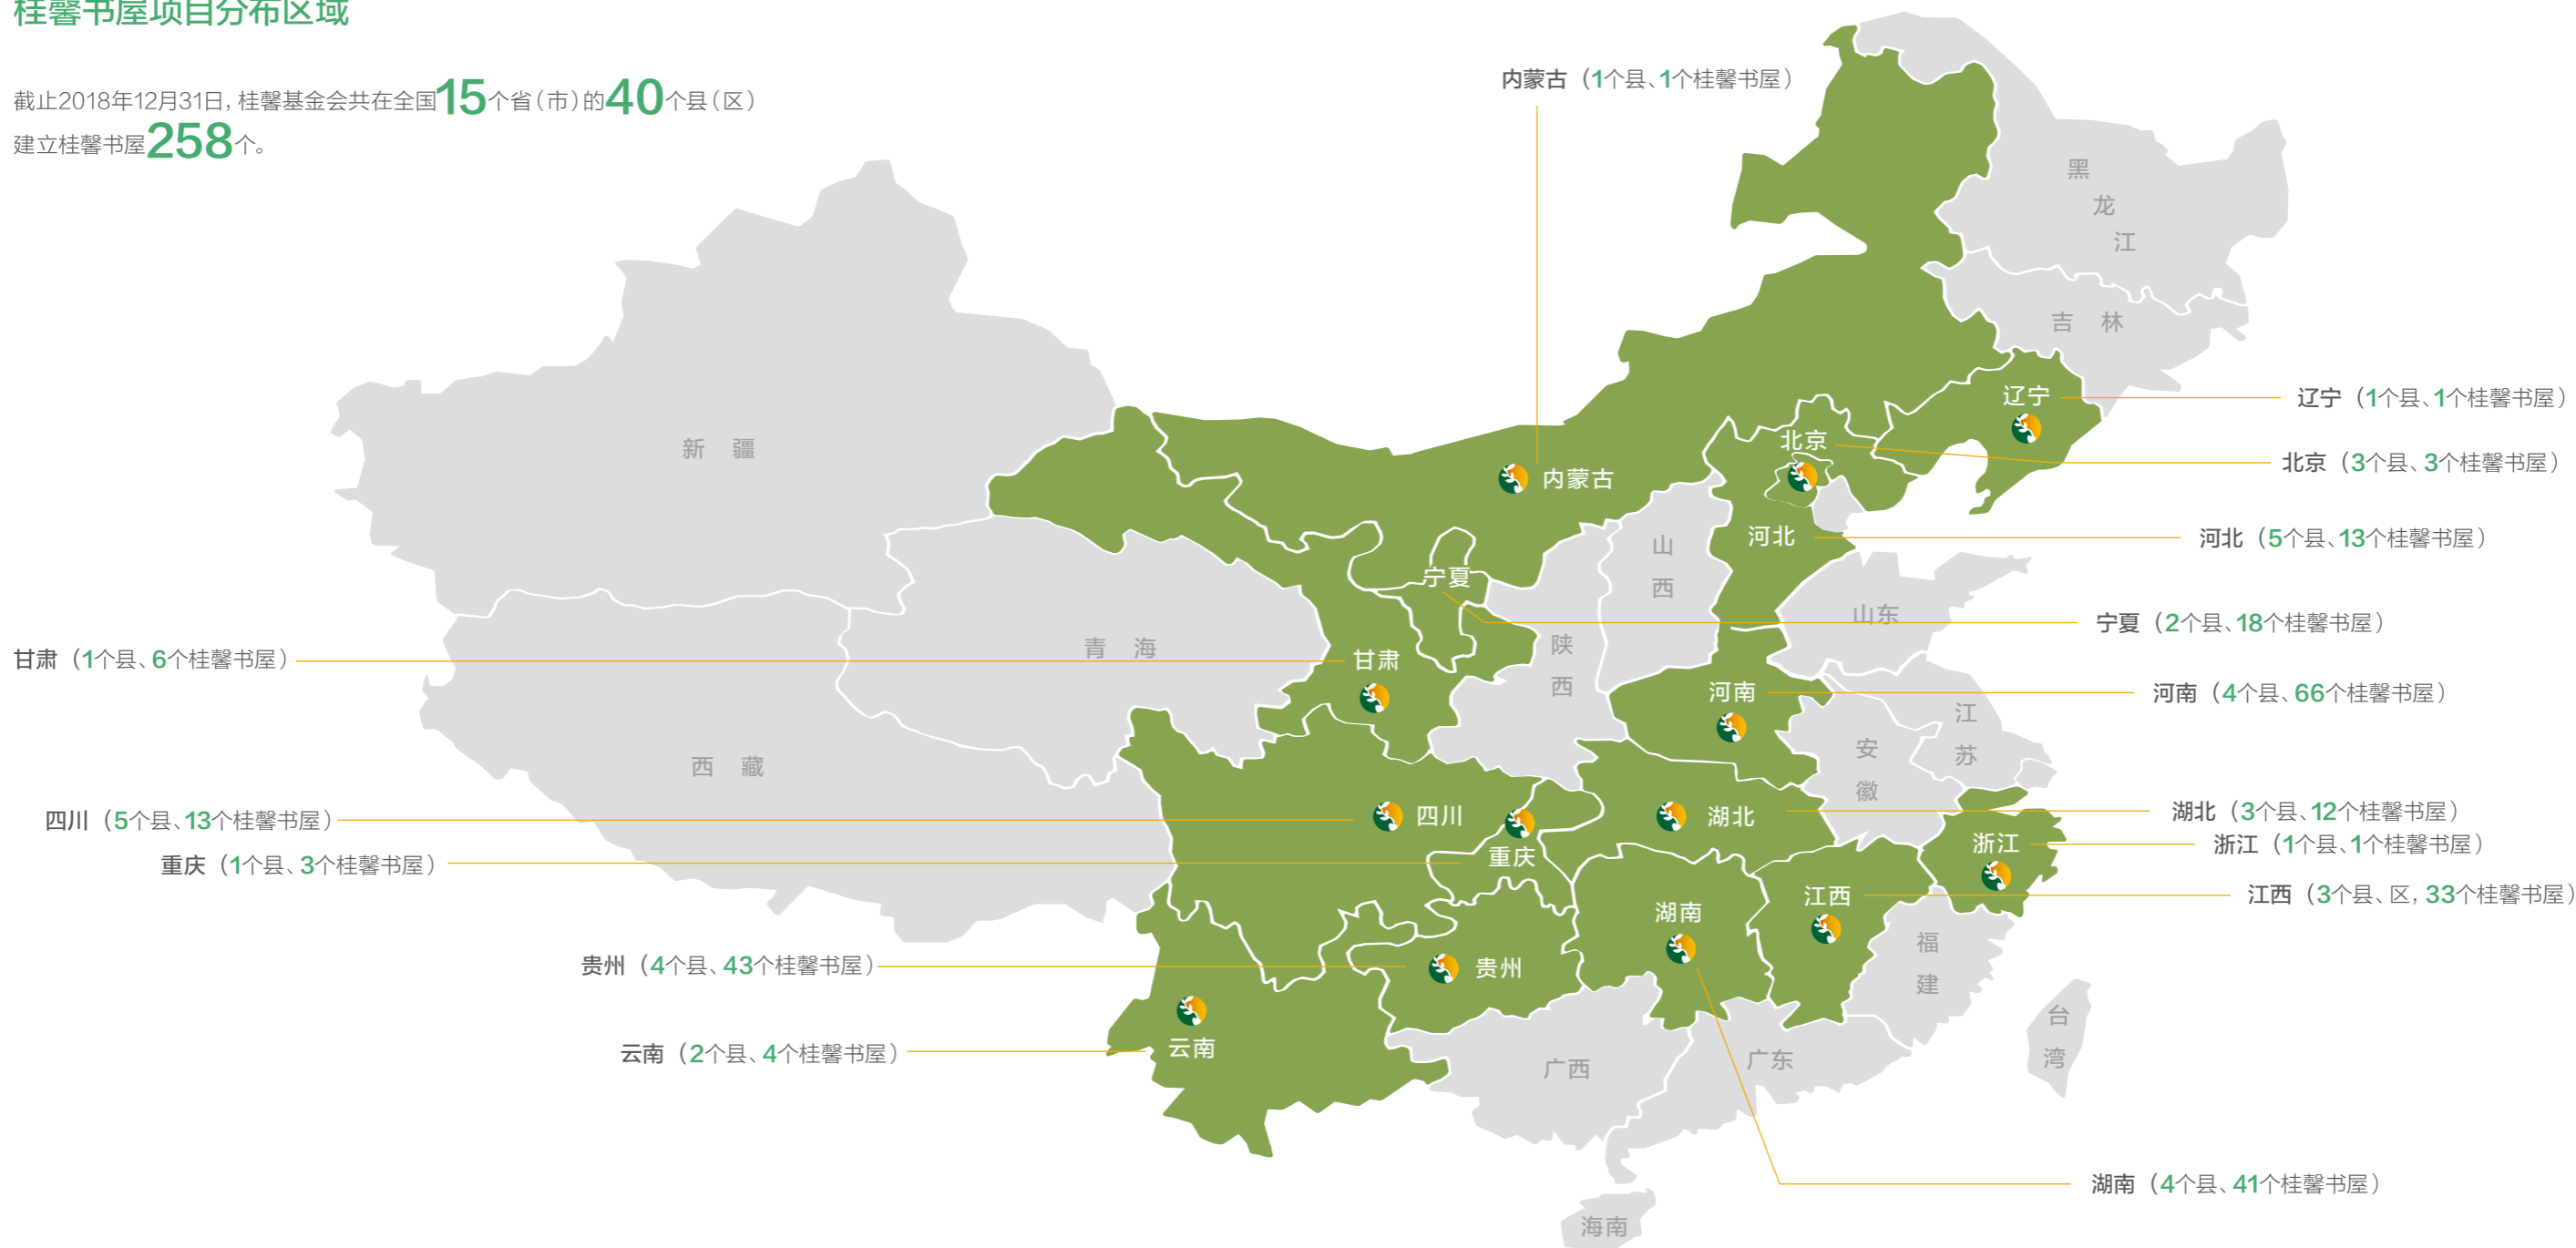 桂馨书屋项目分布区域
截止2018年12月31日，桂馨基金会共在全国15个省（市）的40个县（区）
建立桂馨书屋258个。
内蒙古（1个县、1个桂馨书屋）
辽宁（1个县、1个桂馨书屋）
北京（3个县、3个桂馨书屋）
河北（5个县、13个桂馨书屋）
宁夏（2个县、18个桂馨书屋）
河南（4个县、66个桂馨书屋）
湖北（3个县、12个桂馨书屋）
浙江（1个县、1个桂馨书屋）
江西（3个县、区，33个桂馨书屋）
湖南（4个县、41个桂馨书屋）
甘肃（1个县、6个桂馨书屋）
四川（5个县、13个桂馨书屋）
重庆（1个县、3个桂馨书屋）
贵州（4个县、43个桂馨书屋）
云南（2个县、4个桂馨书屋）
黑龙江
吉林
辽宁
北京
新疆
内蒙古
河北
山西
宁夏
山东
青海
陕西
甘肃
河南
江苏
安徽
西藏
四川
湖北
重庆
浙江
江西
湖南
福建
贵州
云南
台湾
广西
广东
海南